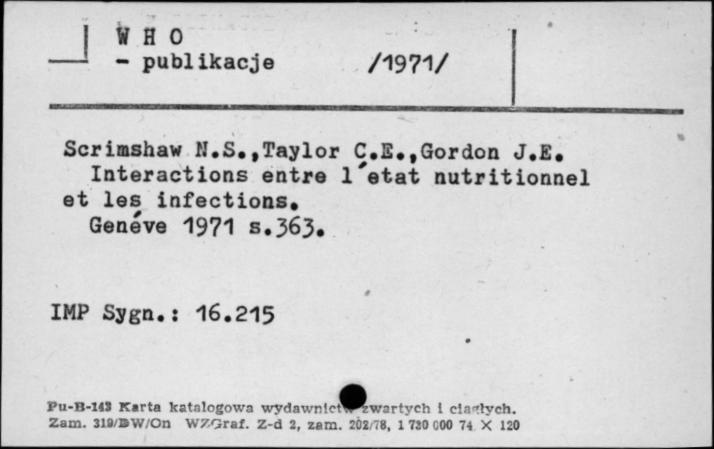 W H O
- publikacje /1971/
Scrimshaw N.S.,Taylor C.E.,Gordon J.E.
Interactions entre l´etat nutritionnel
et les infections.
Genéve 1971 s.363.
IMP Sygn.: 16.215
Pu-B-143 Karta katalogowa wydawnictw zwartych i ciągłych.
Zam. 319/DW/On WZGraf. Z-d 2, zam. 202/78, 1 730 000 74 X 120